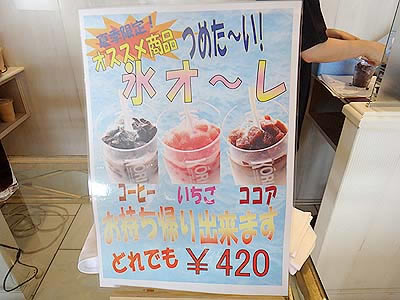 夏季限定！
オススメ商品
つめた～い！
氷オ～レ
コーヒー いちご ココア
お持ち帰り出来ます
どれでも ￥420